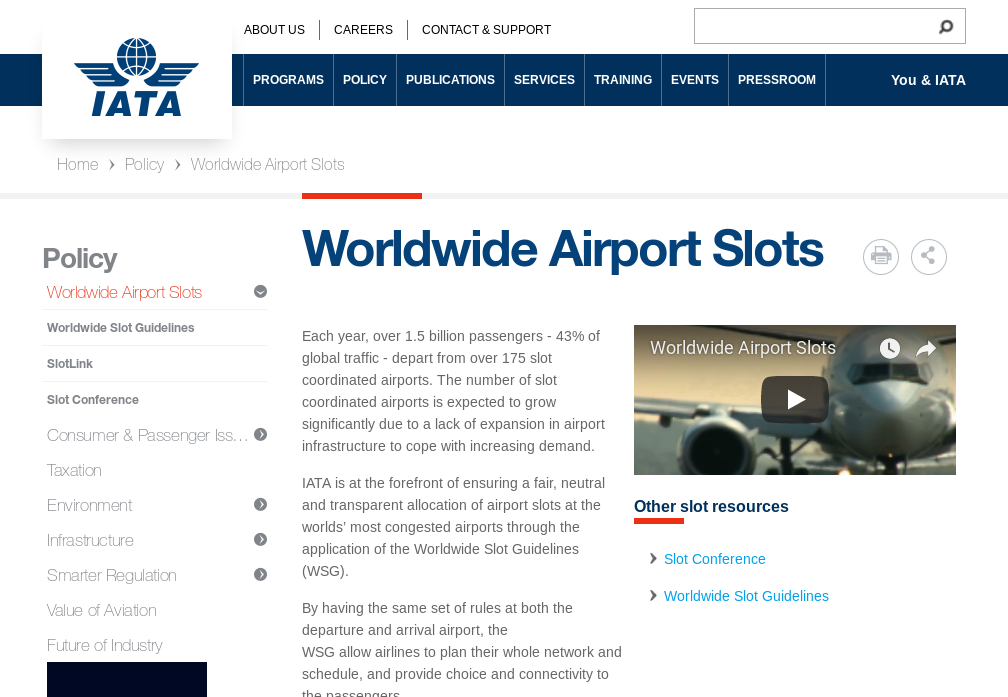 ABOUT US
CAREERS
CONTACT & SUPPORT
IATA
PROGRAMS
POLICY
PUBLICATIONS
SERVICES
TRAINING
EVENTS
PRESSROOM
You & IATA
Home
Policy
Worldwide Airport Slots
Policy
Worldwide Airport Slots
Worldwide Slot Guidelines
SlotLink
Slot Conference
Consumer & Passenger Iss…
Taxation
Environment
Infrastructure
Smarter Regulation
Value of Aviation
Future of Industry
Worldwide Airport Slots
Each year, over 1.5 billion passengers - 43% of
global traffic - depart from over 175 slot
coordinated airports. The number of slot
coordinated airports is expected to grow
significantly due to a lack of expansion in airport
infrastructure to cope with increasing demand.
IATA is at the forefront of ensuring a fair, neutral
and transparent allocation of airport slots at the
worlds’ most congested airports through the
application of the Worldwide Slot Guidelines
(WSG).
By having the same set of rules at both the
departure and arrival airport, the
WSG allow airlines to plan their whole network and
schedule, and provide choice and connectivity to
the passengers
Worldwide Airport Slots
Other slot resources
Slot Conference
Worldwide Slot Guidelines